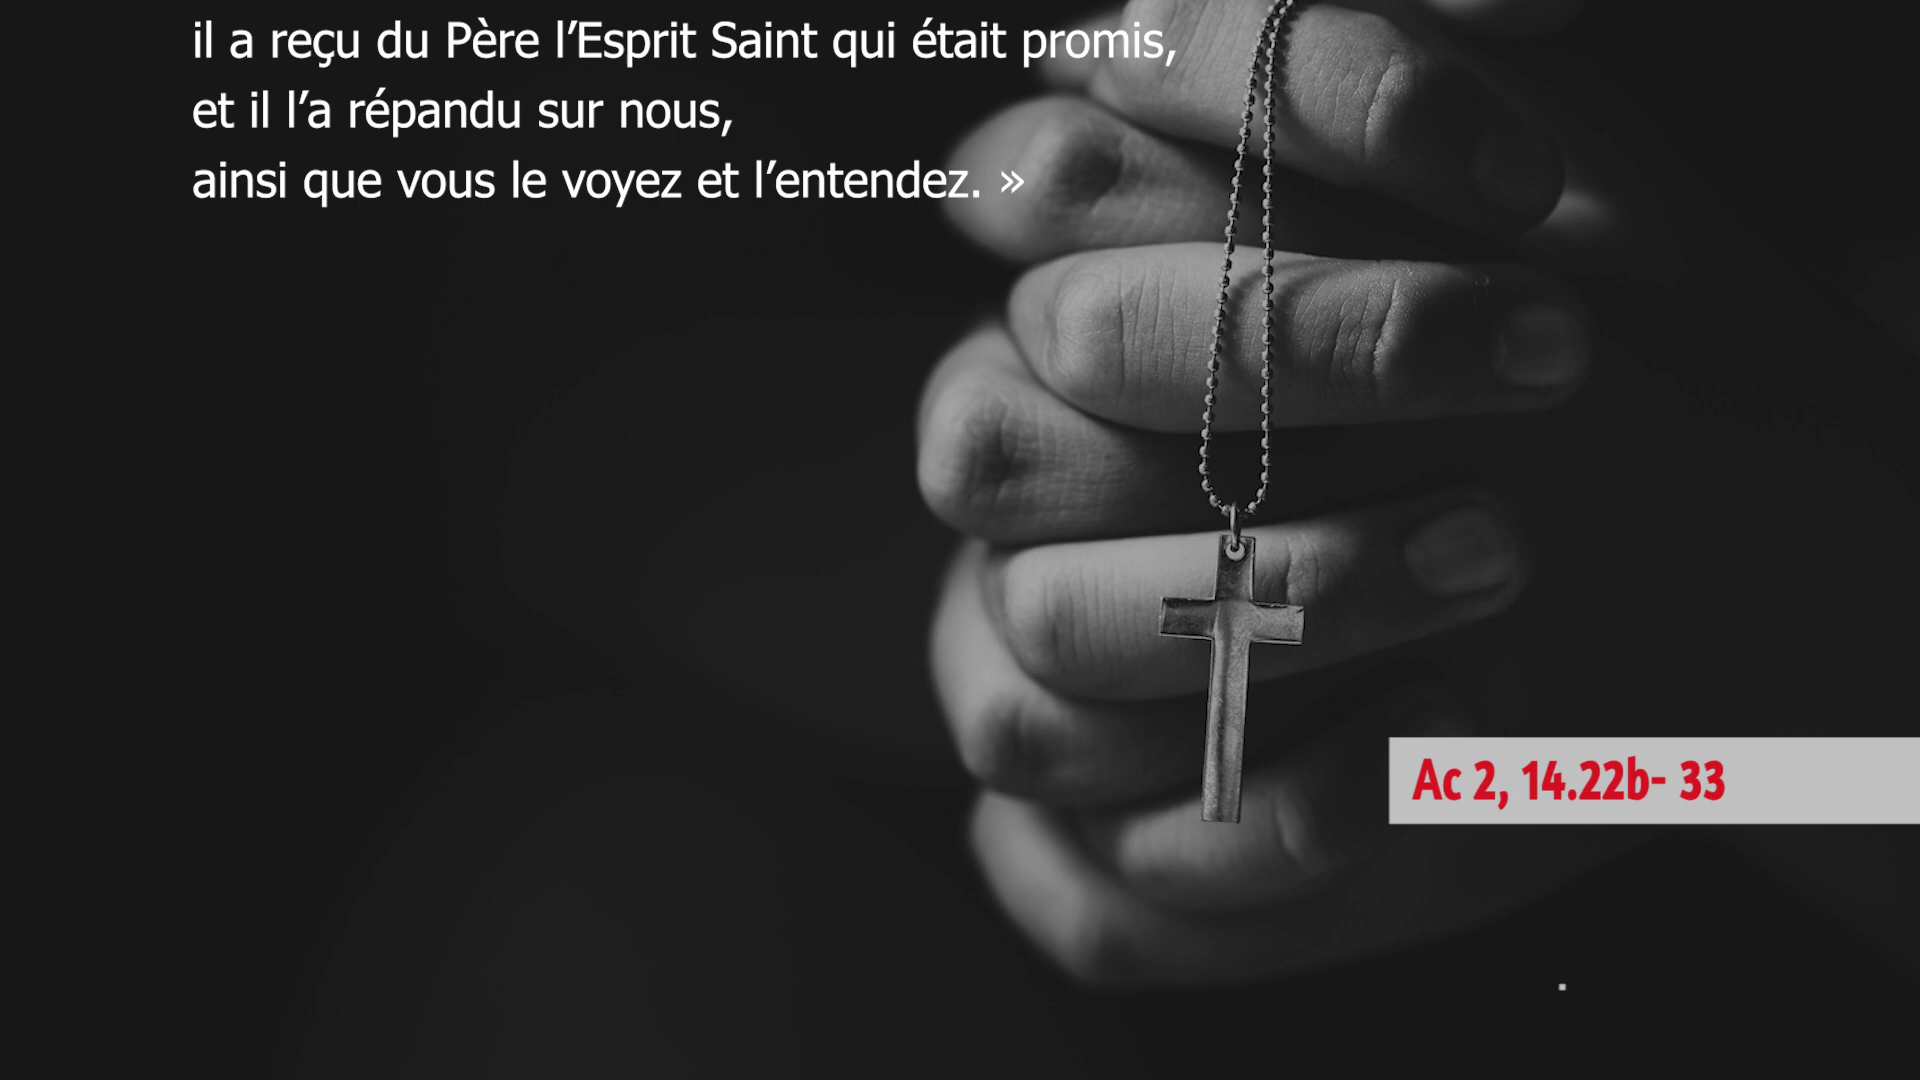 il a reçu du Père l’Esprit Saint qui était promis,
et il l’a répandu sur nous,
ainsi que vous le voyez et l’entendez. »
Ac 2, 14.22b- 33